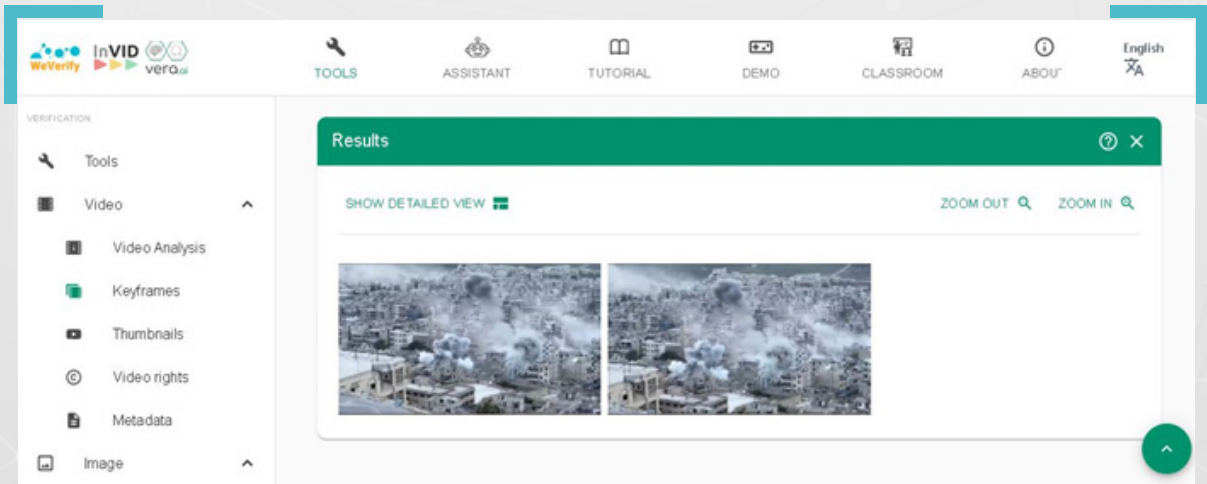 WeVerify
InVID
vera.ai
TOOLS
ASSISTANT
TUTORIAL
DEMO
CLASSROOM
ABOU
English
VERIFICATION
Tools
Video
Video Analysis
Keyframes
Thumbnails
Video rights
Metadata
Image
Results
SHOW DETAILED VIEW
ZOOM OUT
ZOOM IN